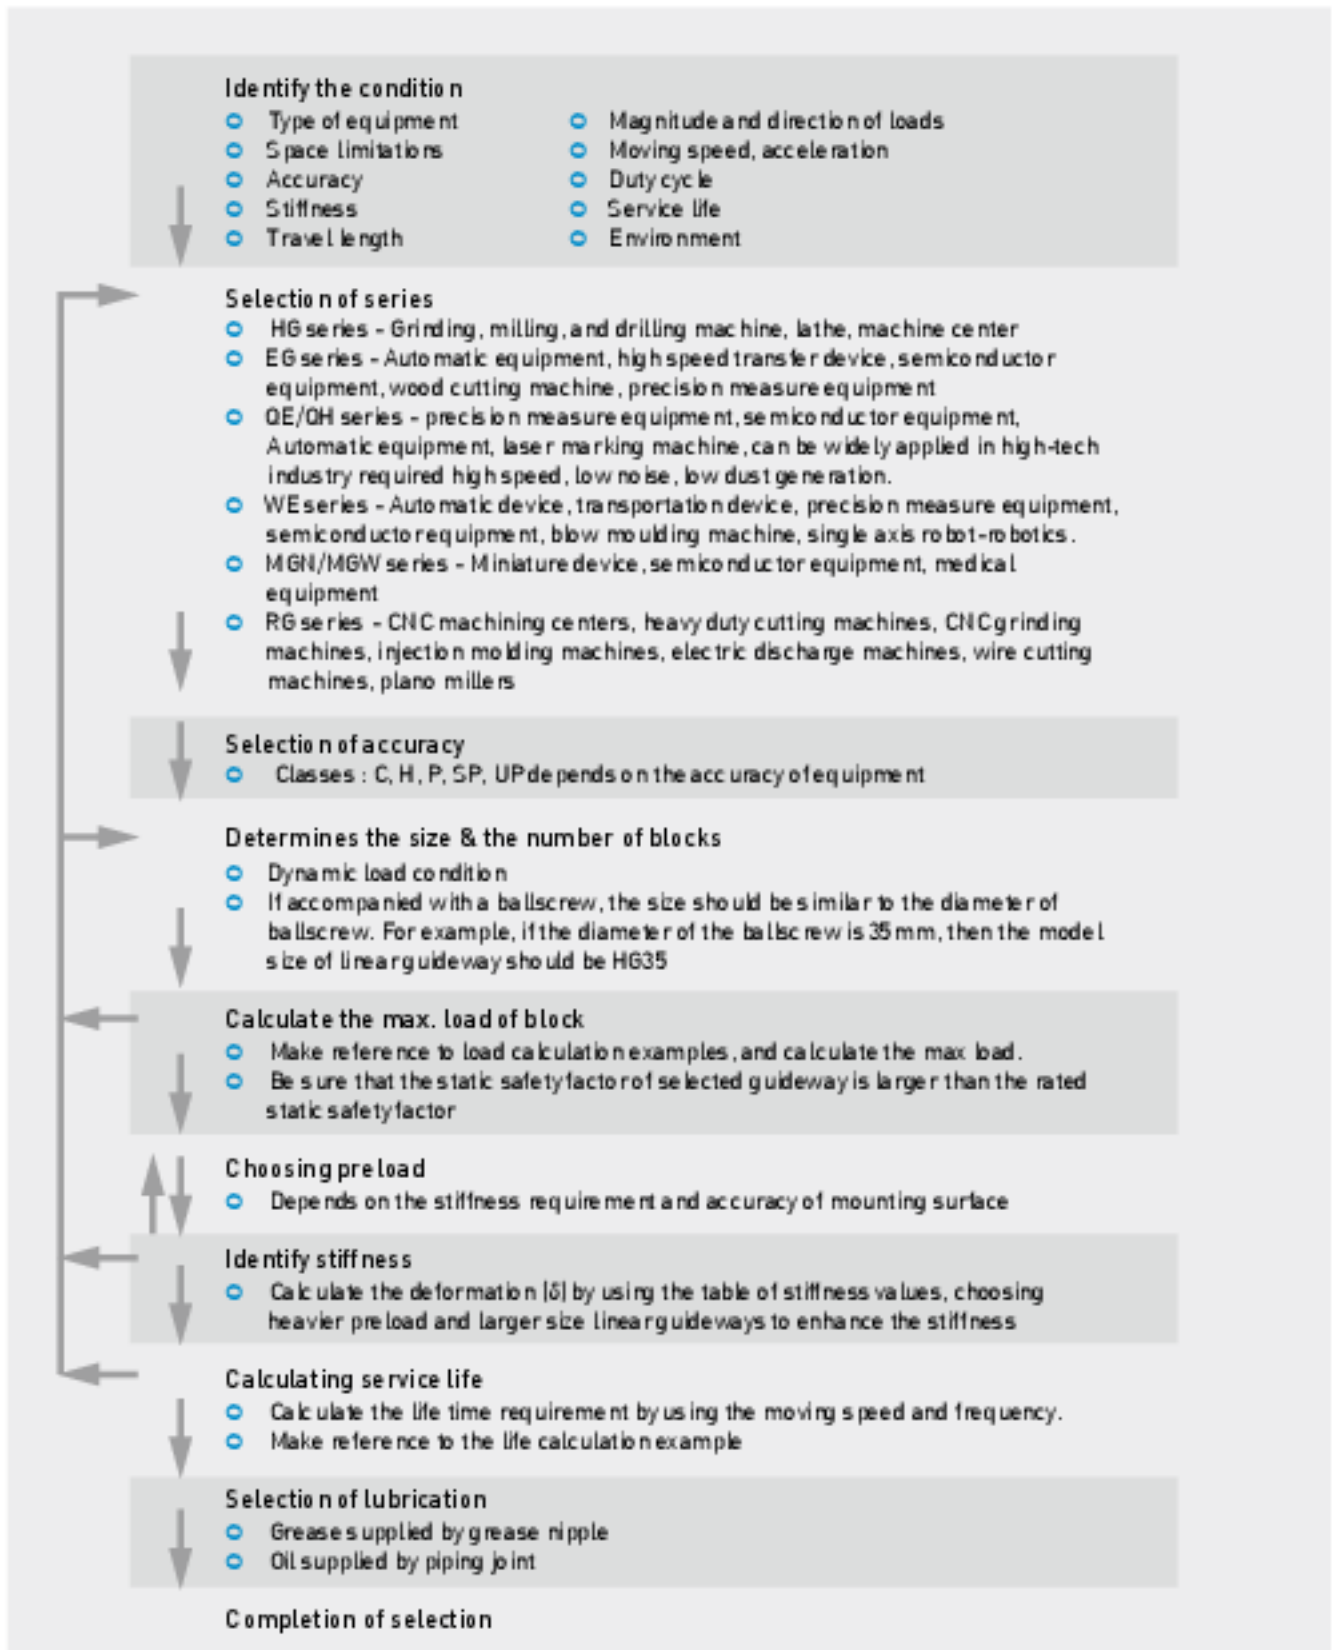 Identify the condition
Type of equipment
Space limitations
Accuracy
Stiffness
Travel length
Magnitude and direction of loads
Moving speed, acceleration
Duty cycle
Service life
Environment
Selection of series
HG series - Grinding, milling, and drilling machine, lathe, machine center
EG series - Automatic equipment, high speed transfer device, semiconductor
equipment, wood cutting machine, precision measure equipment
QE/QH series - precision measure equipment, semiconductor equipment,
Automatic equipment, laser marking machine, can be widely applied in high-tech
industry required high speed, low noise, low dust generation.
WE series - Automatic device, transportation device, precision measure equipment,
semiconductor equipment, blow moulding machine, single axis robot-robotics.
MGN/MGW series - Miniature device, semiconductor equipment, medical
equipment
RG series - CNC machining centers, heavy duty cutting machines, CNC grinding
machines, injection molding machines, electric discharge machines, wire cutting
machines, plano millers
Selection of accuracy
Classes : C, H, P, SP, UP depends on the accuracy of equipment
Determines the size & the number of blocks
Dynamic load condition
If accompanied with a ballscrew, the size should be similar to the diameter of
ballscrew. For example, if the diameter of the ballscrew is 35 mm, then the model
size of linear guideway should be HG35
Calculate the max. load of block
Make reference to load calculation examples, and calculate the max load.
Be sure that the static safety factor of selected guideway is larger than the rated
static safety factor
Choosing preload
Depends on the stiffness requirement and accuracy of mounting surface
Identify stiffness
Calculate the deformation (δ) by using the table of stiffness values, choosing
heavier preload and larger size linear guideways to enhance the stiffness
Calculating service life
Calculate the life time requirement by using the moving speed and frequency.
Make reference to the life calculation example
Selection of lubrication
Grease supplied by grease nipple
Oil supplied by piping joint
Completion of selection